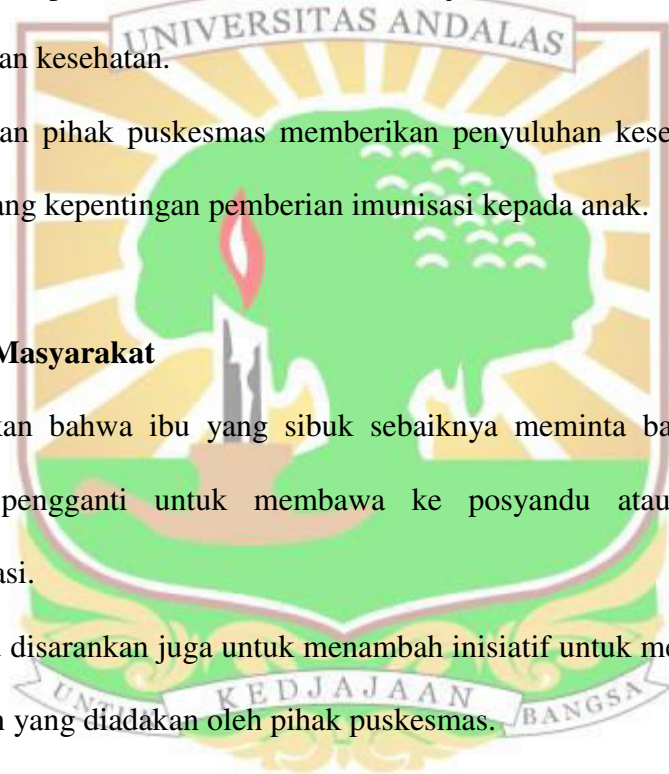 UNIVERSITAS ANDALAS
an kesehatan.
an pihak puskesmas memberikan penyuluhan kese
ang kepentingan pemberian imunisasi kepada anak.
Masyarakat
kan bahwa ibu yang sibuk sebaiknya meminta ba
pengganti untuk membawa ke posyandu atau
asi.
disarankan juga untuk menambah inisiatif untuk me
UNTUK KEDJAJAAN BANGSA
n yang diadakan oleh pihak puskesmas.